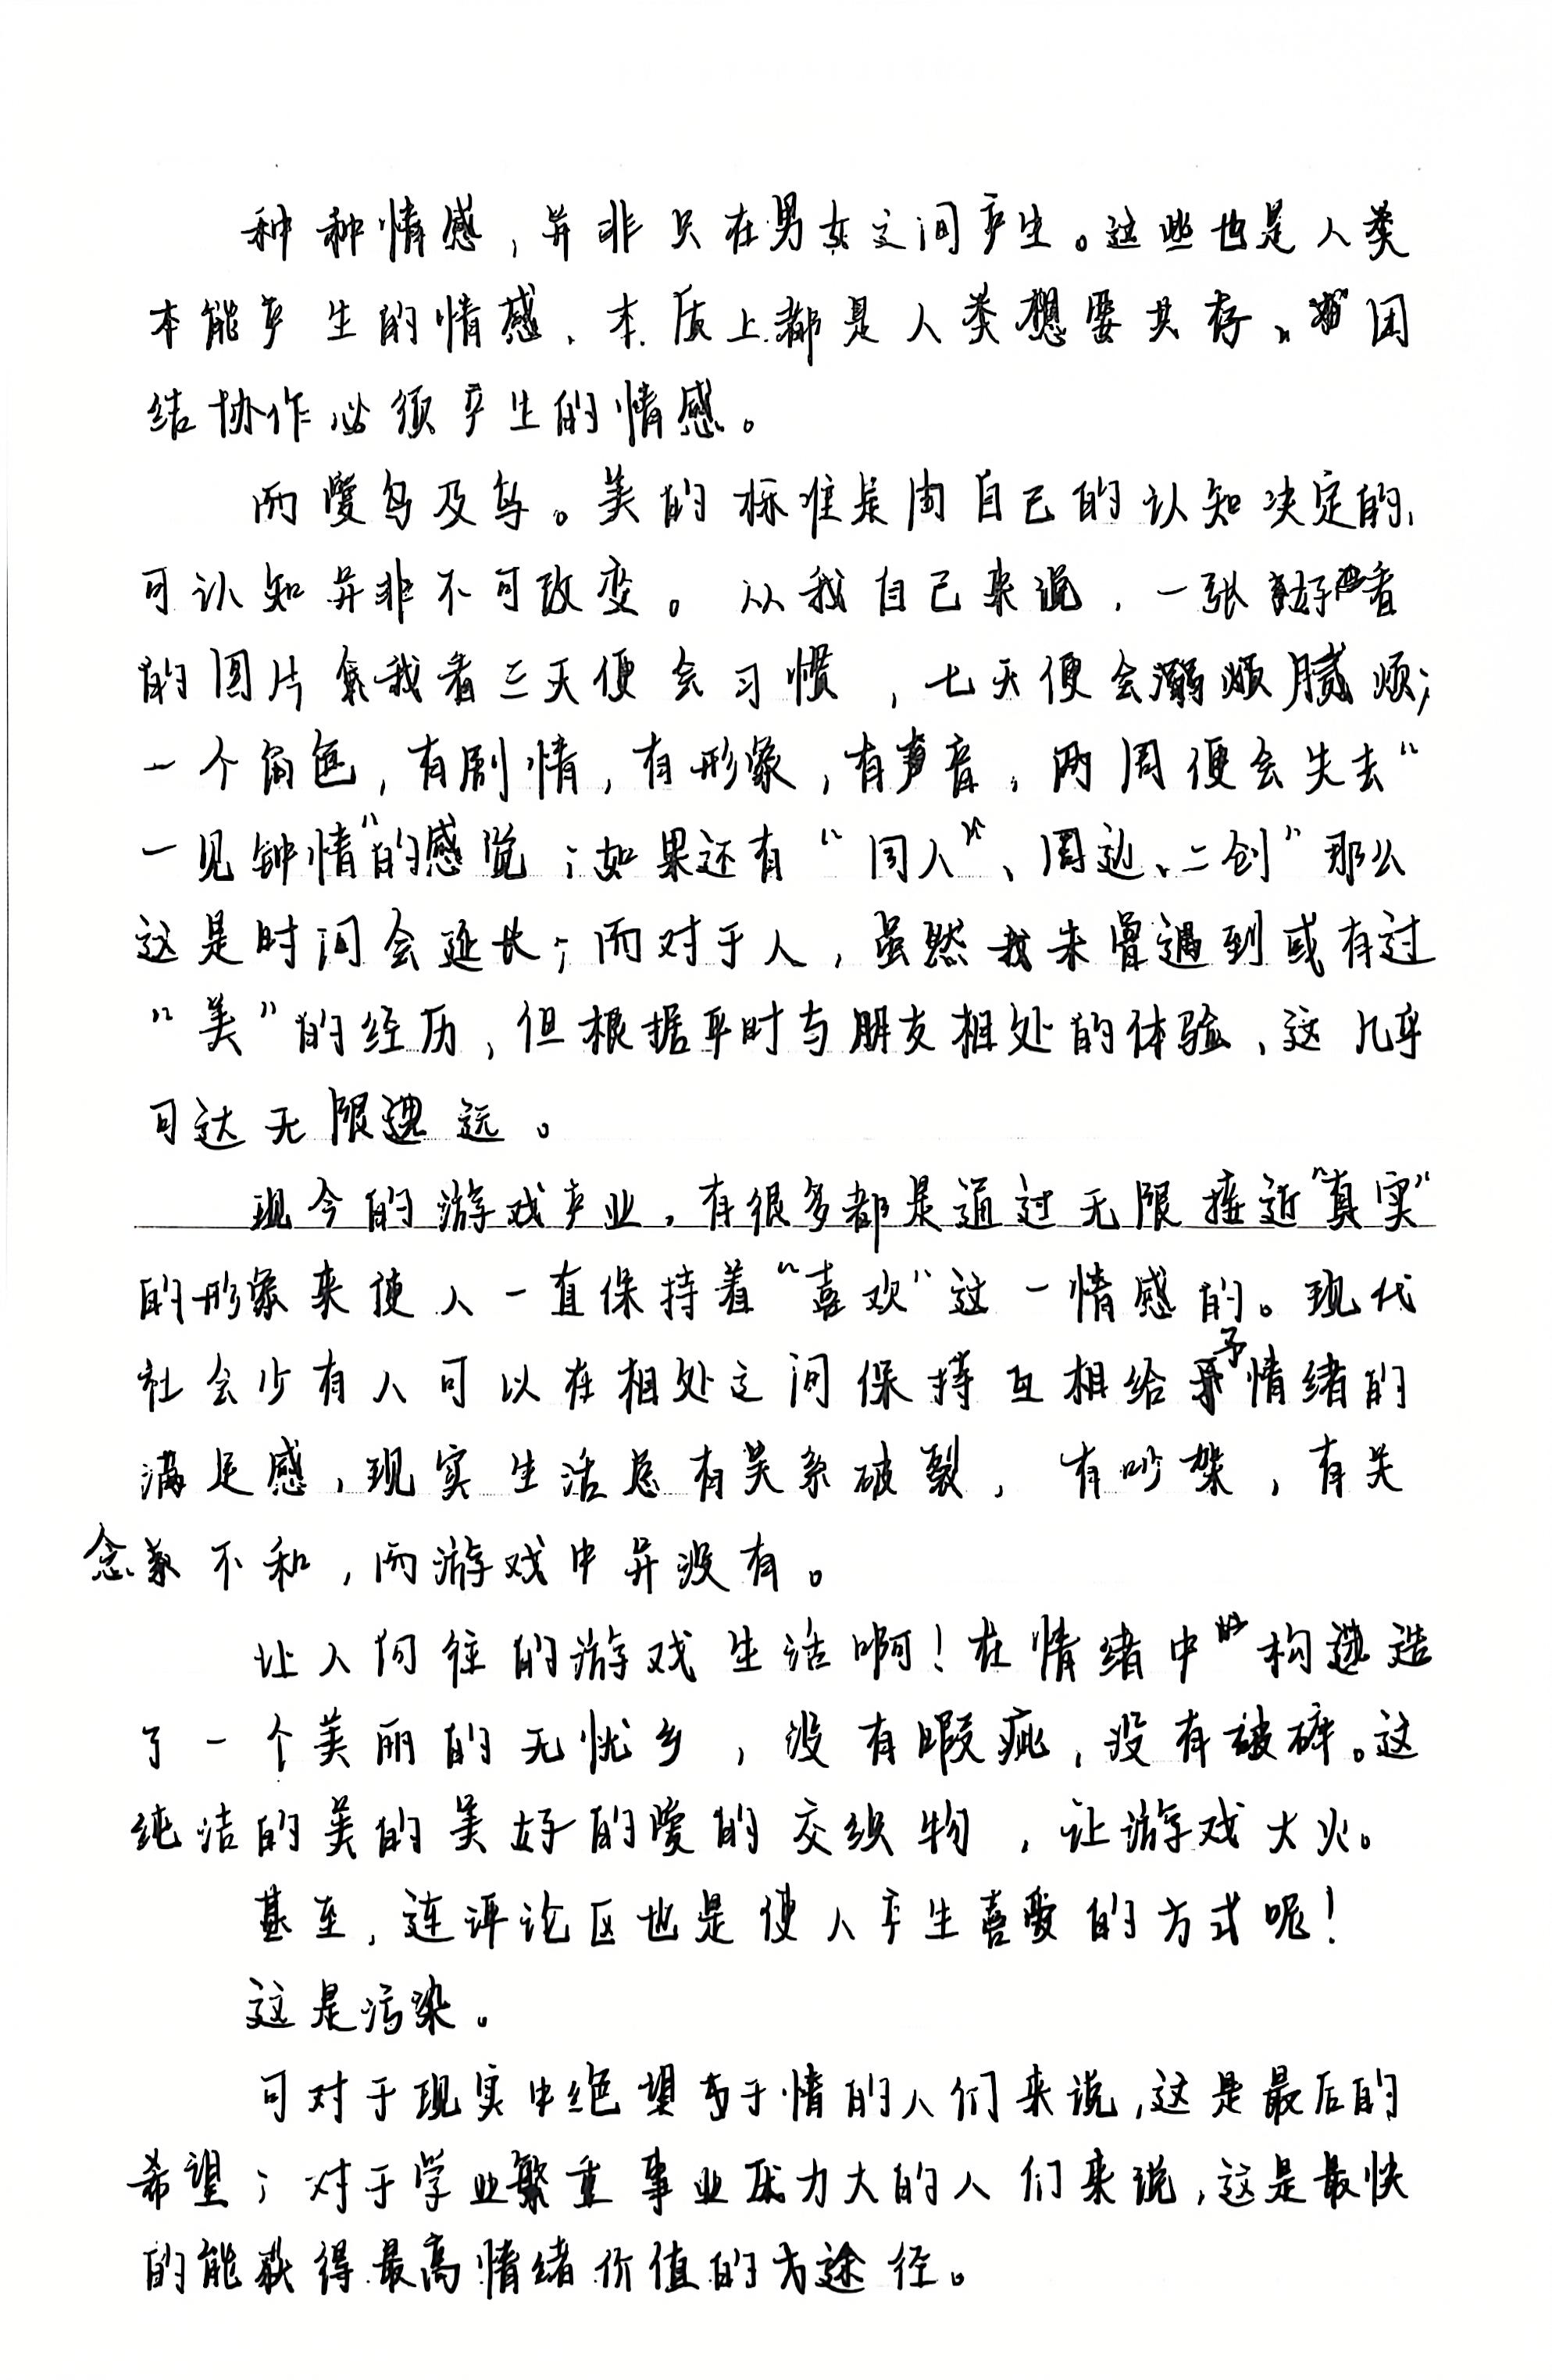 种种情感，并非只在男女之间产生。这些也是人类
本能产生的情感，本质上都是人类想要共存、团
结协作必须产生的情感。
而爱乌及乌。美的标准是由自己的认知决定的，
可认知并非不可改变。从我自己来说，一张好看
的图片我看三天便会习惯，七天便会腻烦；
一个角色，有剧情，有形象，有声音，两周便会失去“
一见钟情”的感觉；如果还有“同人”、周边、二创”那么
这是时间会延长；而对于人，虽然我未曾遇到或有过
“美”的经历，但根据平时与朋友相处的体验，这几乎
可达无限遥远。
现今的游戏产业，有很多都是通过无限接近“真实”
的形象来使人一直保持着“喜欢”这一情感的。现代
社会少有人可以在相处之间保持互相给予情绪的
满足感，现实生活总有关系破裂，有吵架，有关
念不和，而游戏中并没有。
让人向往的游戏生活啊！在情绪中构造
了一个美丽的无忧乡，没有瑕疵，没有破碎。这
纯洁的美的美好的爱的交织物，让游戏大火。
甚至，连评论区也是使人产生喜爱的方式呢！
这是污染。
可对于现实中绝望于情的人们来说，这是最后的
希望；对于学业繁重事业压力大的人们来说，这是最快
的能获得最高情绪价值的途径。